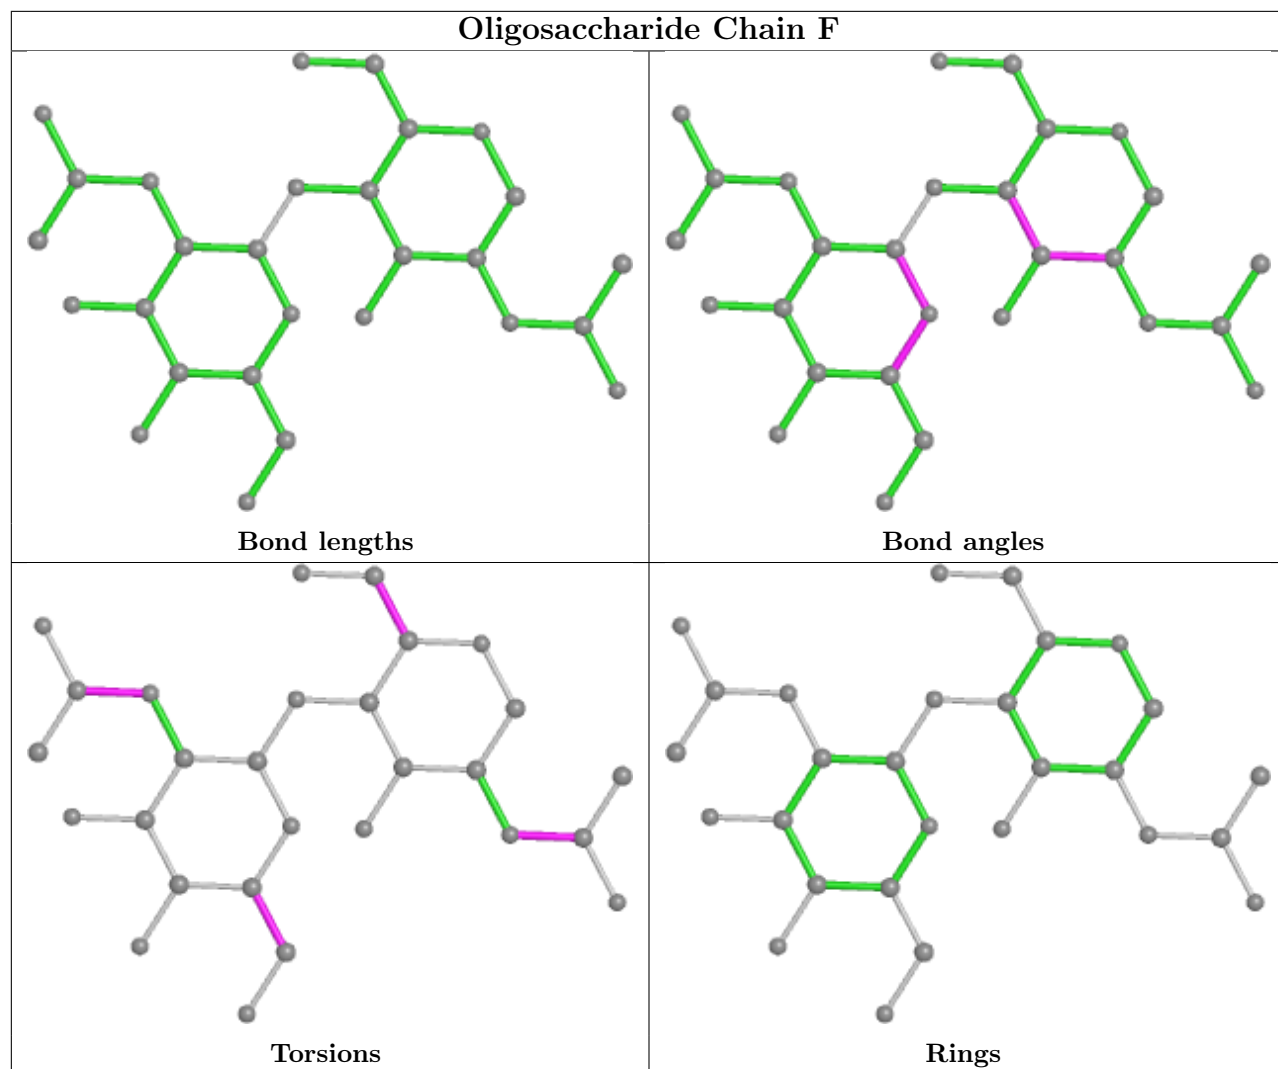 Oligosaccharide Chain F
Bond lengths
Bond angles
Torsions
Rings